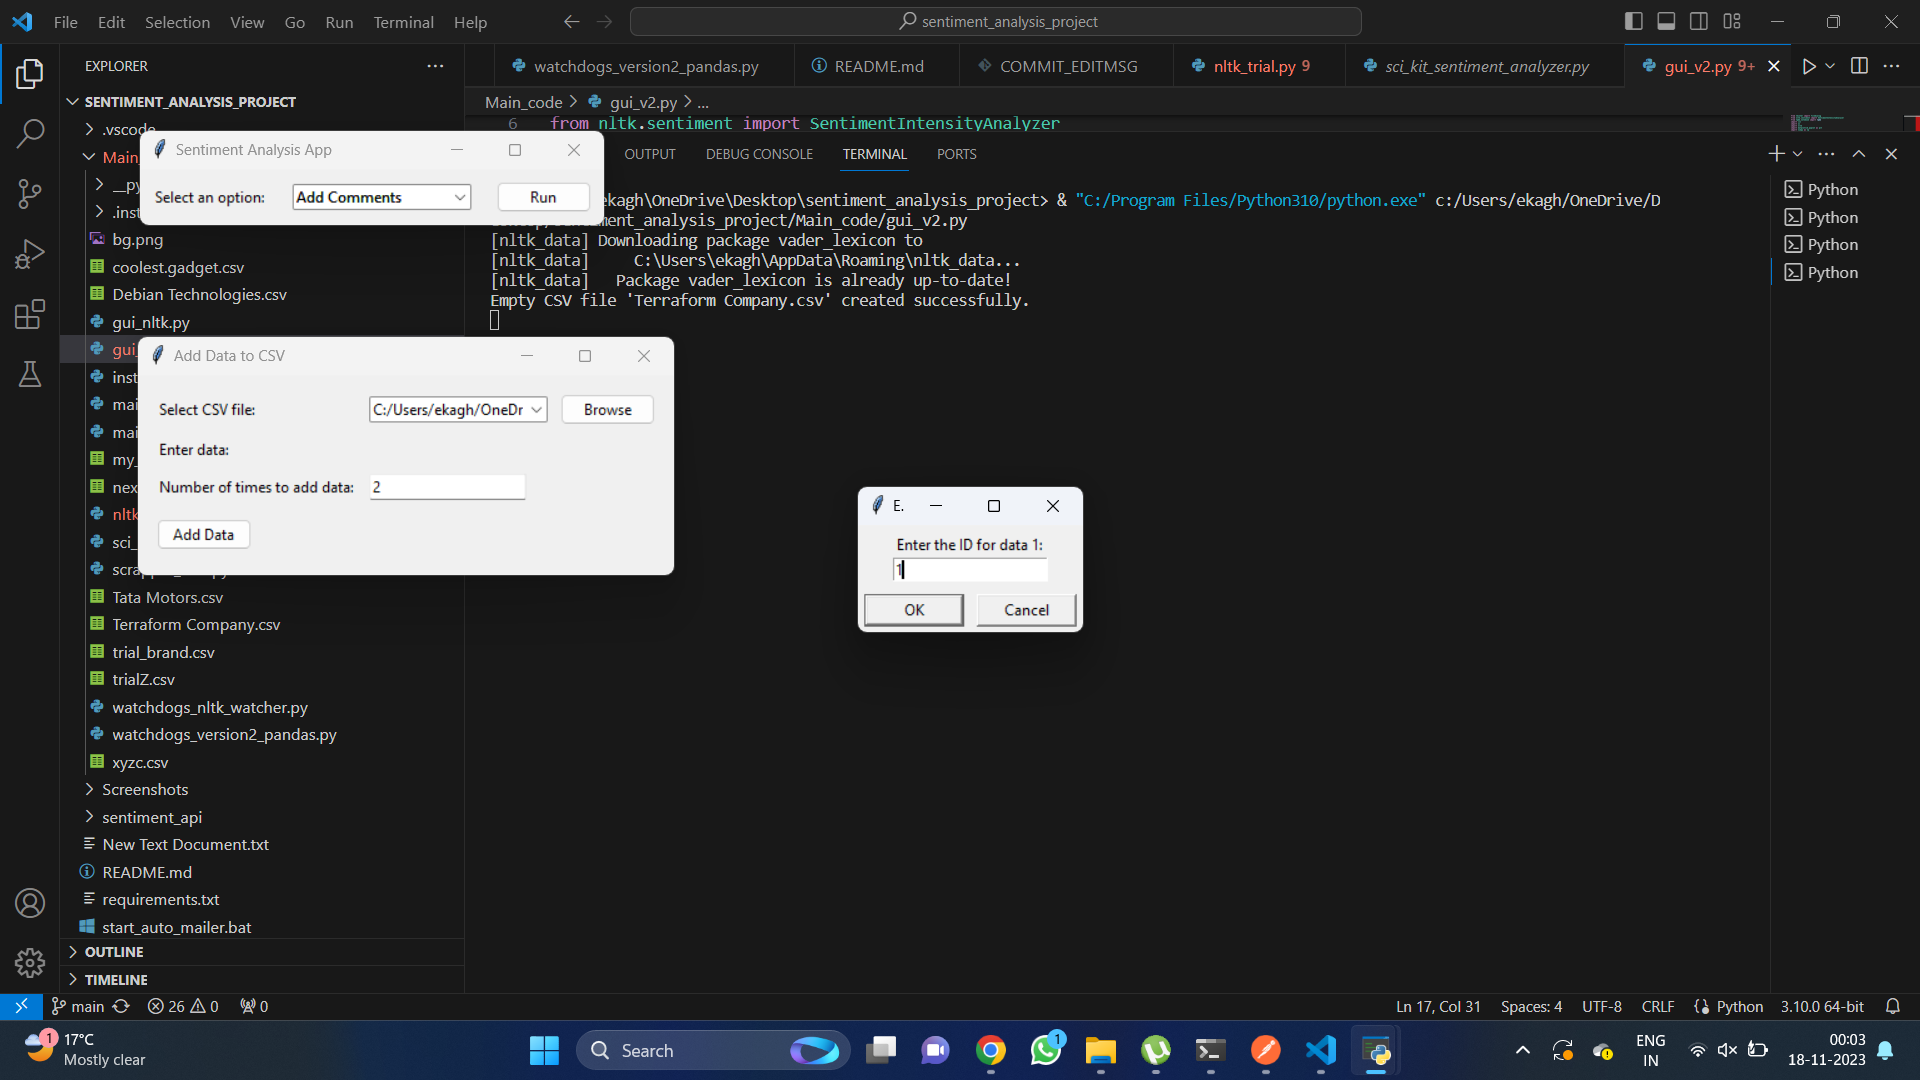 File Edit Selection View Go Run Terminal Help
sentiment_analysis_project
EXPLORER
watchdogs_version2_pandas.py
README.md
COMMIT_EDITMSG
nltk_trial.py 9
sci_kit_sentiment_analyzer.py
gui_v2.py 9+
SENTIMENT_ANALYSIS_PROJECT
Main_code > gui_v2.py > ...
6 from nltk.sentiment import SentimentIntensityAnalyzer
.vscode
Main
__py
.inst
bg.png
coolest.gadget.csv
Debian Technologies.csv
gui_nltk.py
gui_
inst
mai
mai
my_
nex
nltk
sci_
Tata Motors.csv
Terraform Company.csv
trial_brand.csv
trialZ.csv
watchdogs_nltk_watcher.py
watchdogs_version2_pandas.py
xyzc.csv
Screenshots
sentiment_api
New Text Document.txt
README.md
requirements.txt
start_auto_mailer.bat
OUTLINE
TIMELINE
Sentiment Analysis App
Select an option:
Add Comments
Run
OUTPUT DEBUG CONSOLE TERMINAL PORTS
ekagh\OneDrive\Desktop\sentiment_analysis_project> & "C:/Program Files/Python310/python.exe" c:/Users/ekagh/OneDrive/D
ment_analysis_project/Main_code/gui_v2.py
[nltk_data] Downloading package vader_lexicon to
[nltk_data] C:\Users\ekagh\AppData\Roaming\nltk_data...
[nltk_data] Package vader_lexicon is already up-to-date!
Empty CSV file 'Terraform Company.csv' created successfully.
Python
Python
Python
Python
Add Data to CSV
Select CSV file:
C:/Users/ekagh/OneDr
Browse
Enter data:
Number of times to add data:
2
Add Data
E.
Enter the ID for data 1:
1
OK
Cancel
main
26 0
0
Ln 17, Col 31
Spaces: 4
UTF-8
CRLF
Python
3.10.0 64-bit
1
17°C
Mostly clear
Search
1
ENG
IN
00:03
18-11-2023